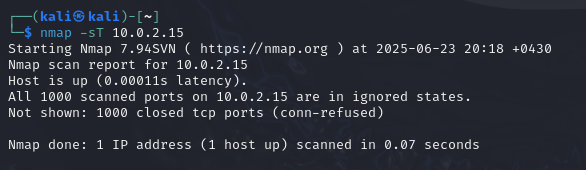 ┌──(kali㉿kali)-[~]
└─$ nmap -sT 10.0.2.15
Starting Nmap 7.94SVN ( https://nmap.org ) at 2025-06-23 20:18 +0430
Nmap scan report for 10.0.2.15
Host is up (0.00011s latency).
All 1000 scanned ports on 10.0.2.15 are in ignored states.
Not shown: 1000 closed tcp ports (conn-refused)
Nmap done: 1 IP address (1 host up) scanned in 0.07 seconds